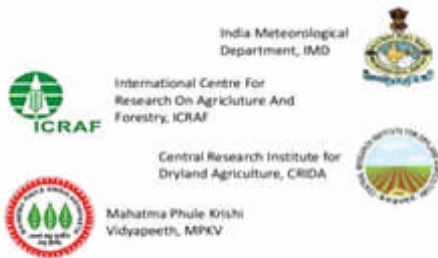 India Meteorological
Department, IMD
International Centre For
Research On Agricluture And
Forestry, ICRAF
ICRAF
Central Research Institute for
Dryland Agriculture, CRIDA
Mahatma Phule Krishi
Vidyapeeth, MPKV